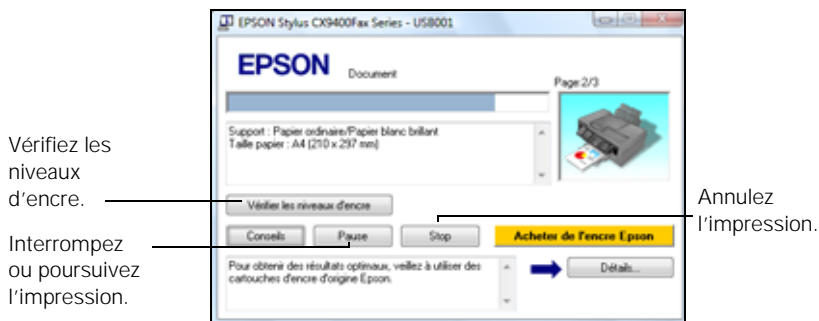 EPSON Stylus CX9400Fax Series - USB001
EPSON
Document
Page:2/3
Support : Papier ordinaire/Papier blanc brillant
Taille papier : A4 (210 x 297 mm)
Vérifiez les
niveaux
d'encre.
Vérifier les niveaux d'encre
Annulez
l'impression.
Interrompez
ou poursuivez
l'impression.
Conseils
Pause
Stop
Acheter de l'encre Epson
Pour obtenir des résultats optimaux, veillez à utiliser des
cartouches d'encre d'origine Epson.
Détails...